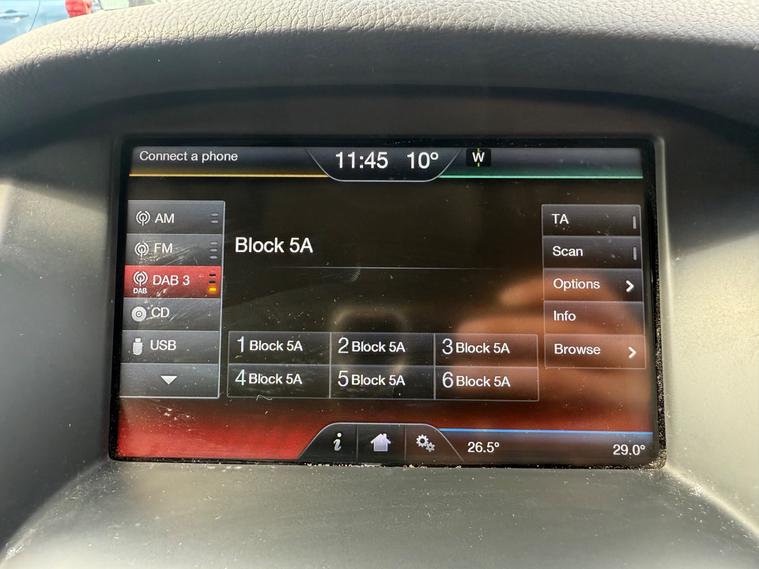 Connect a phone
11:45 10° W
AM
FM
DAB 3
DAB
CD
USB
Block 5A
1 Block 5A 2 Block 5A 3 Block 5A
4 Block 5A 5 Block 5A 6 Block 5A
TA
Scan
Options
Info
Browse
i
26.5° 29.0°